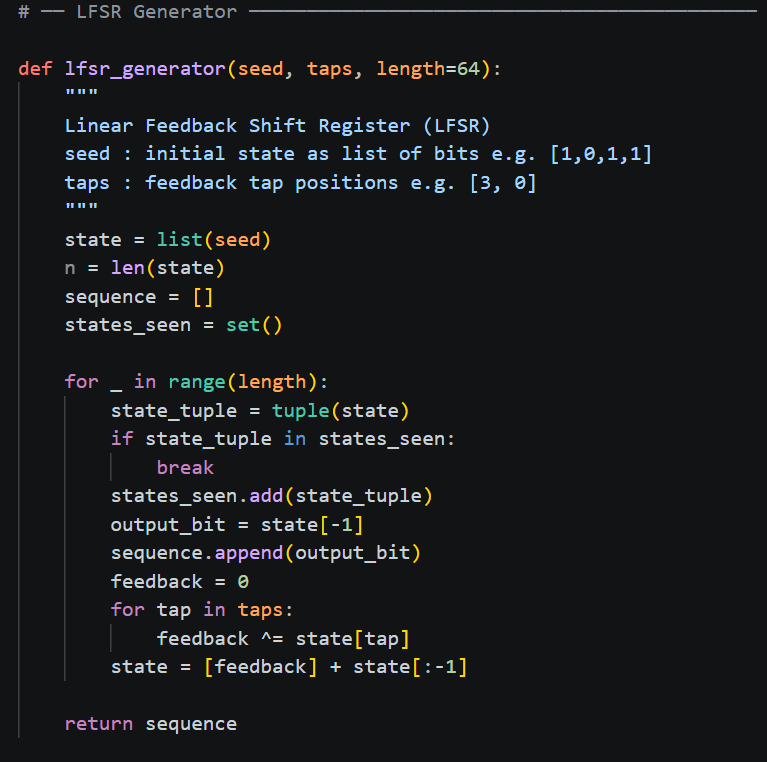 # ── LFSR Generator ─────────────────────────────────────────────
def lfsr_generator(seed, taps, length=64):
    """
    Linear Feedback Shift Register (LFSR)
    seed : initial state as list of bits e.g. [1,0,1,1]
    taps : feedback tap positions e.g. [3, 0]
    """
    state = list(seed)
    n = len(state)
    sequence = []
    states_seen = set()
    for _ in range(length):
        state_tuple = tuple(state)
        if state_tuple in states_seen:
            break
        states_seen.add(state_tuple)
        output_bit = state[-1]
        sequence.append(output_bit)
        feedback = 0
        for tap in taps:
            feedback ^= state[tap]
        state = [feedback] + state[:-1]
    return sequence